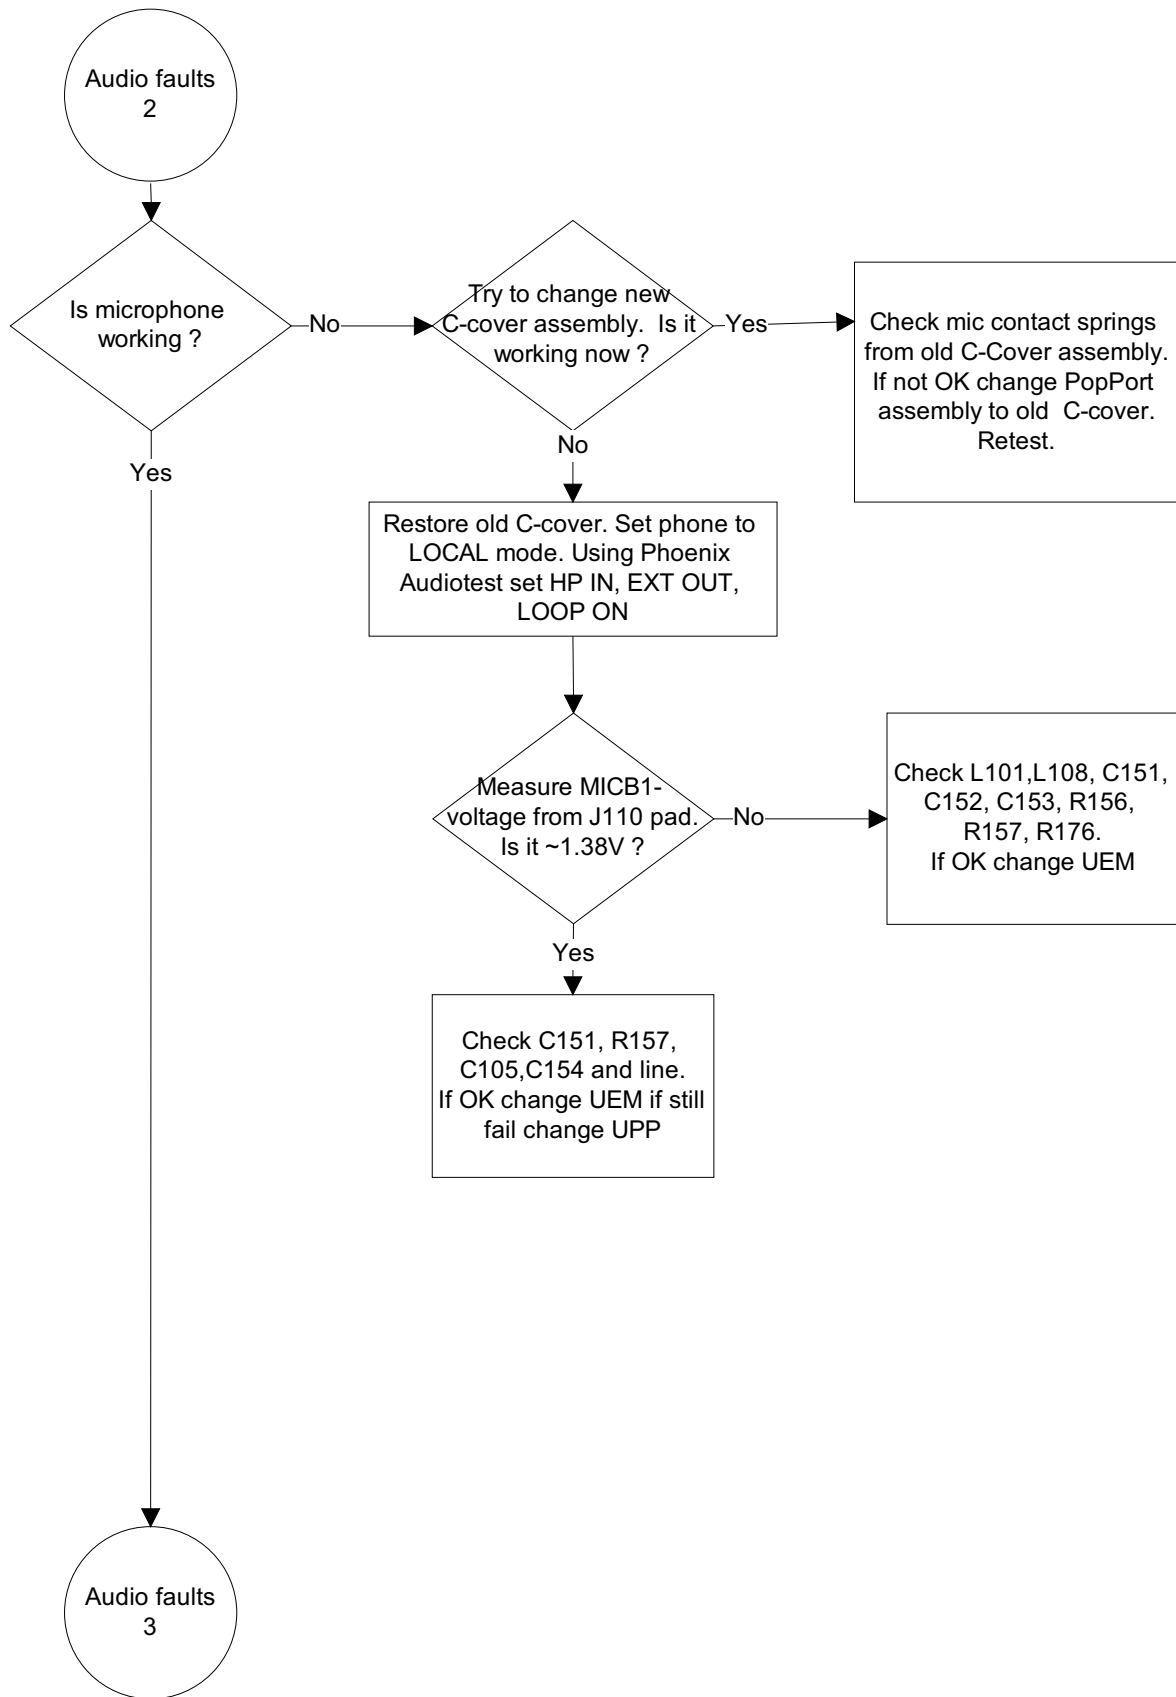 Audio faults
2
Is microphone
working ?
No
Try to change new
C-cover assembly.  Is it
working now ?
Yes
Check mic contact springs
from old C-Cover assembly.
If not OK change PopPort
assembly to old  C-cover.
Retest.
No
Yes
Restore old C-cover. Set phone to
LOCAL mode. Using Phoenix
Audiotest set HP IN, EXT OUT,
LOOP ON
Measure MICB1-
voltage from J110 pad.
Is it ~1.38V ?
No
Check L101,L108, C151,
C152, C153, R156,
R157, R176.
If OK change UEM
Yes
Check C151, R157,
C105,C154 and line.
If OK change UEM if still
fail change UPP
Audio faults
3